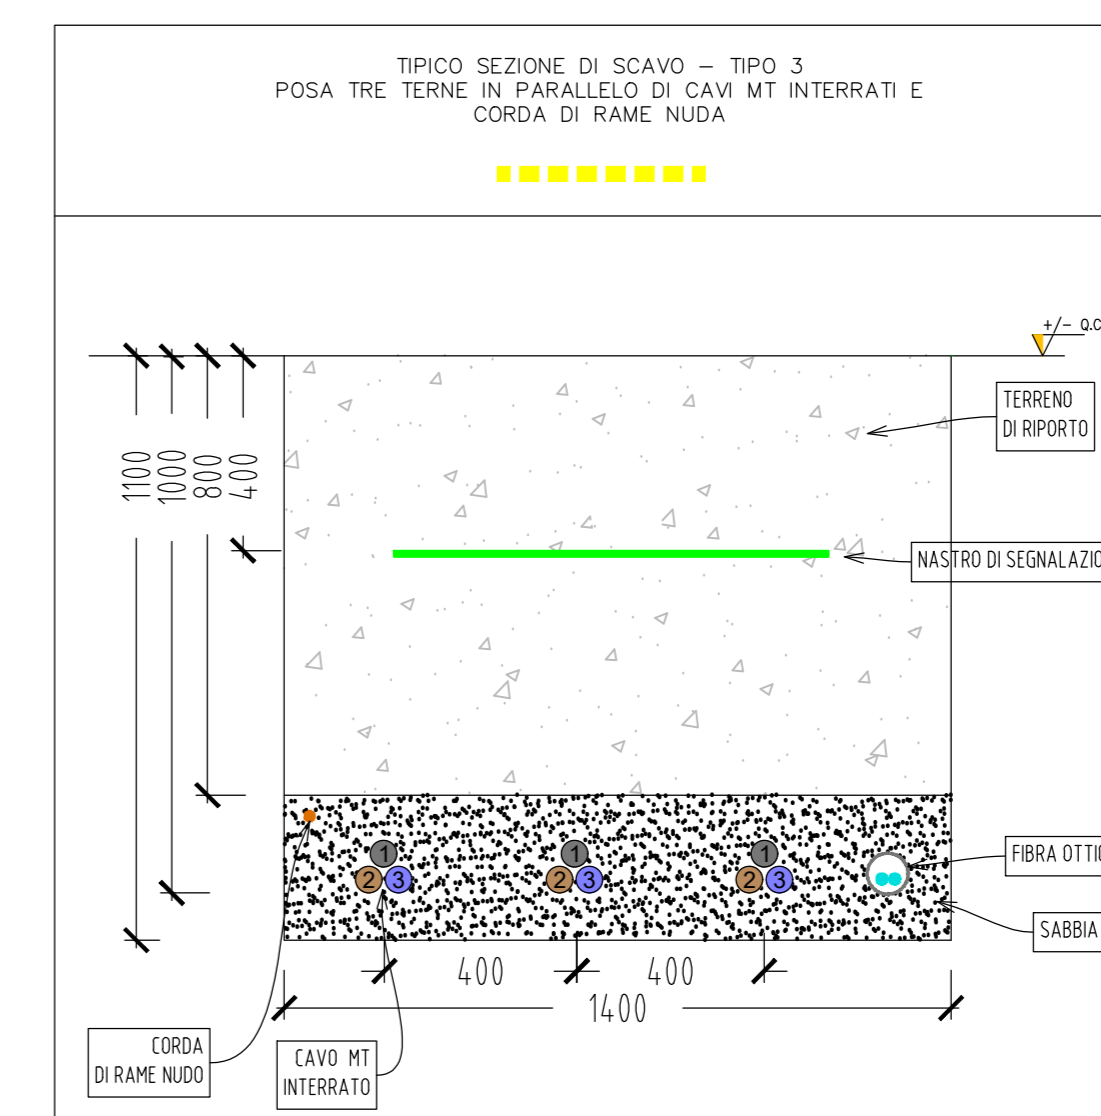 TIPICO SEZIONE DI SCAVO – TIPO 3
POSA TRE TERNE IN PARALLELO DI CAVI MT INTERRATI E
CORDA DI RAME NUDA
+/- Q.C
TERRENO
DI RIPORTO
1100
1000
800
400
NASTRO DI SEGNALAZIO
1
2 3
1
2 3
1
2 3
FIBRA OTTIC
SABBIA
400
400
1400
CORDA
DI RAME NUDO
CAVO MT
INTERRATO